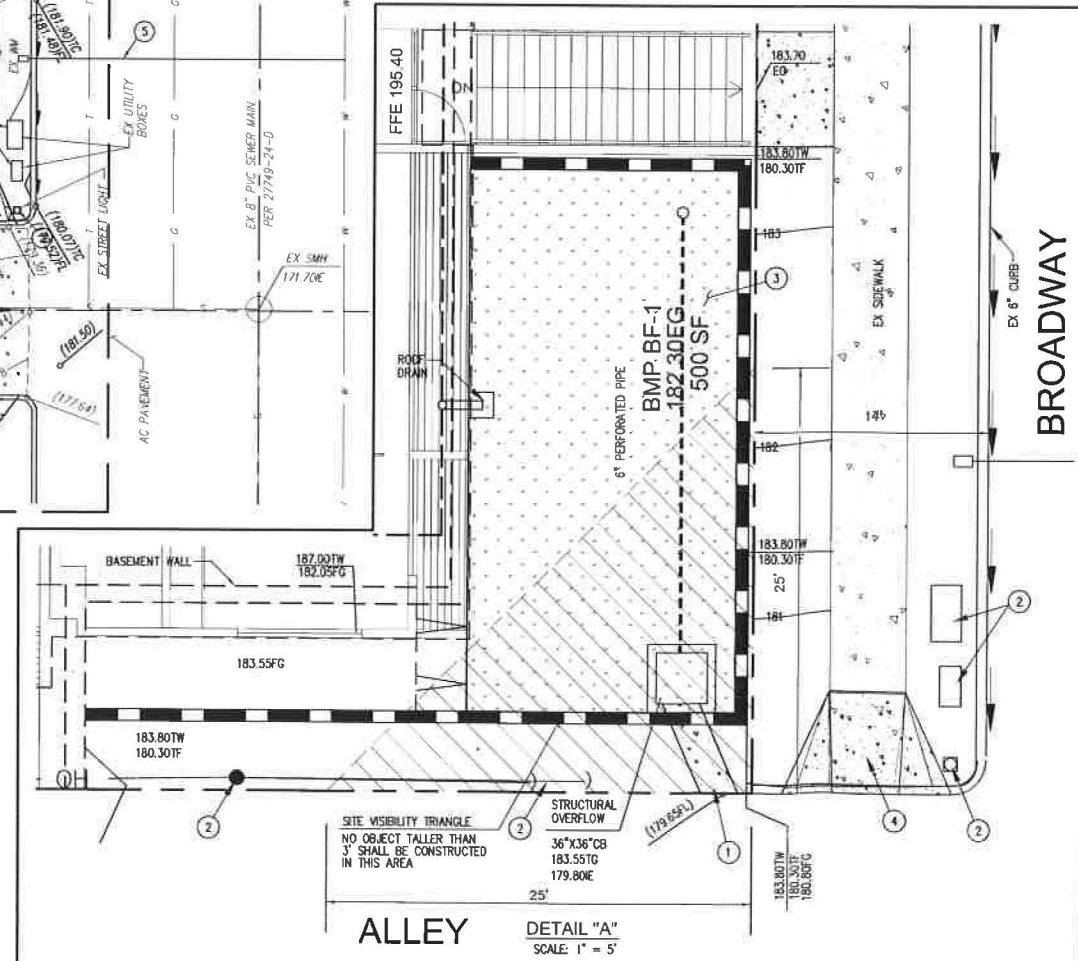 (181.90)TC
(181.48)FL
5
EX WM
T
G
W
EX UTILITY
BOXES
EX 8" PVC SEWER MAIN
PER 27749-24-D
EX STREET LIGHT
(180.07)TC
EX SMH
171.70IE
(181.50)
(177.64)
AC PAVEMENT
FFE 195.40
DN
183.70
EG
183.80TW
180.30TF
183
3
ROOF
DRAIN
6" PERFORATED PIPE
BMP BF-1
182.30EG
500 SF
EX SIDEWALK
EX 6" CURB
BROADWAY
14'
182
183.80TW
180.30TF
25'
181
2
BASEMENT WALL
187.00TW
182.05FG
183.55FG
183.80TW
180.30TF
2
SITE VISIBILITY TRIANGLE
NO OBJECT TALLER THAN
3' SHALL BE CONSTRUCTED
IN THIS AREA
2
STRUCTURAL
OVERFLOW
36"X36"CB
183.55TG
179.80IE
(179.65FL)
1
183.80TW
180.30TF
180.80FG
4
2
25'
ALLEY
DETAIL "A"
SCALE: 1" = 5'